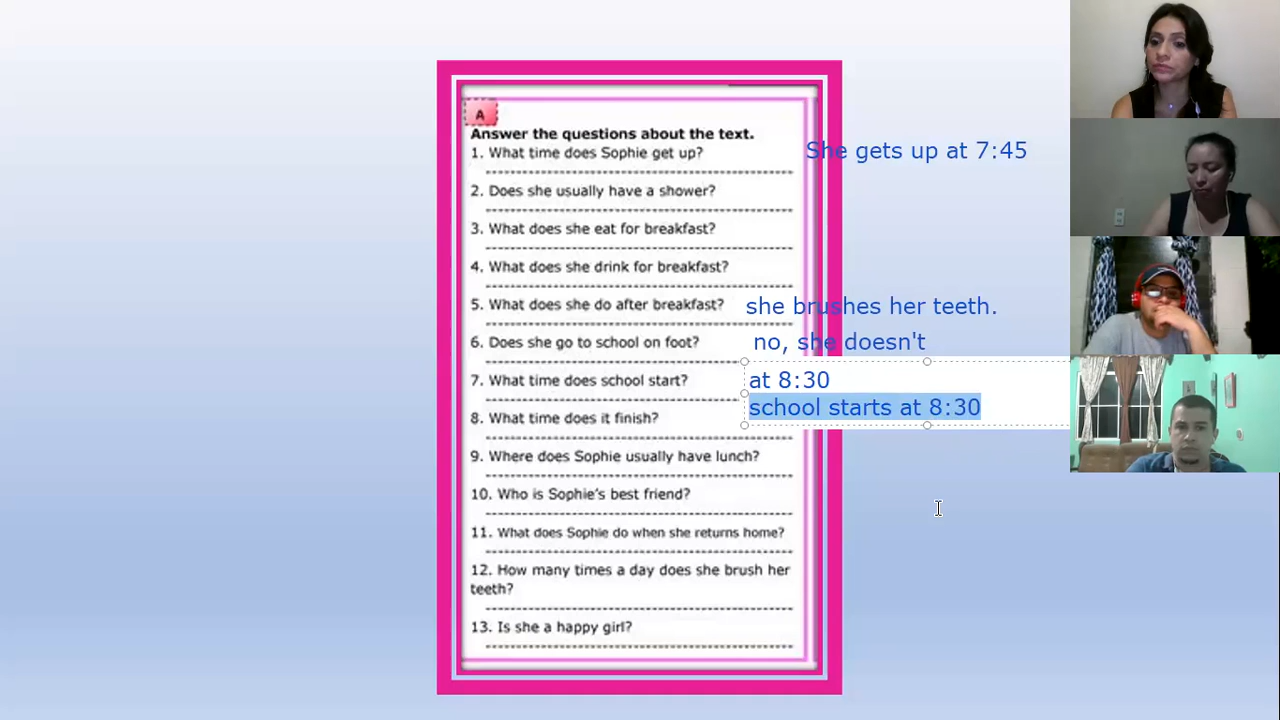 A
Answer the questions about the text.
1. What time does Sophie get up?
She gets up at 7:45
2. Does she usually have a shower?
3. What does she eat for breakfast?
4. What does she drink for breakfast?
5. What does she do after breakfast?
she brushes her teeth.
6. Does she go to school on foot?
no, she doesn't
7. What time does school start?
at 8:30
school starts at 8:30
8. What time does it finish?
9. Where does Sophie usually have lunch?
10. Who is Sophie's best friend?
11. What does Sophie do when she returns home?
12. How many times a day does she brush her
teeth?
13. Is she a happy girl?